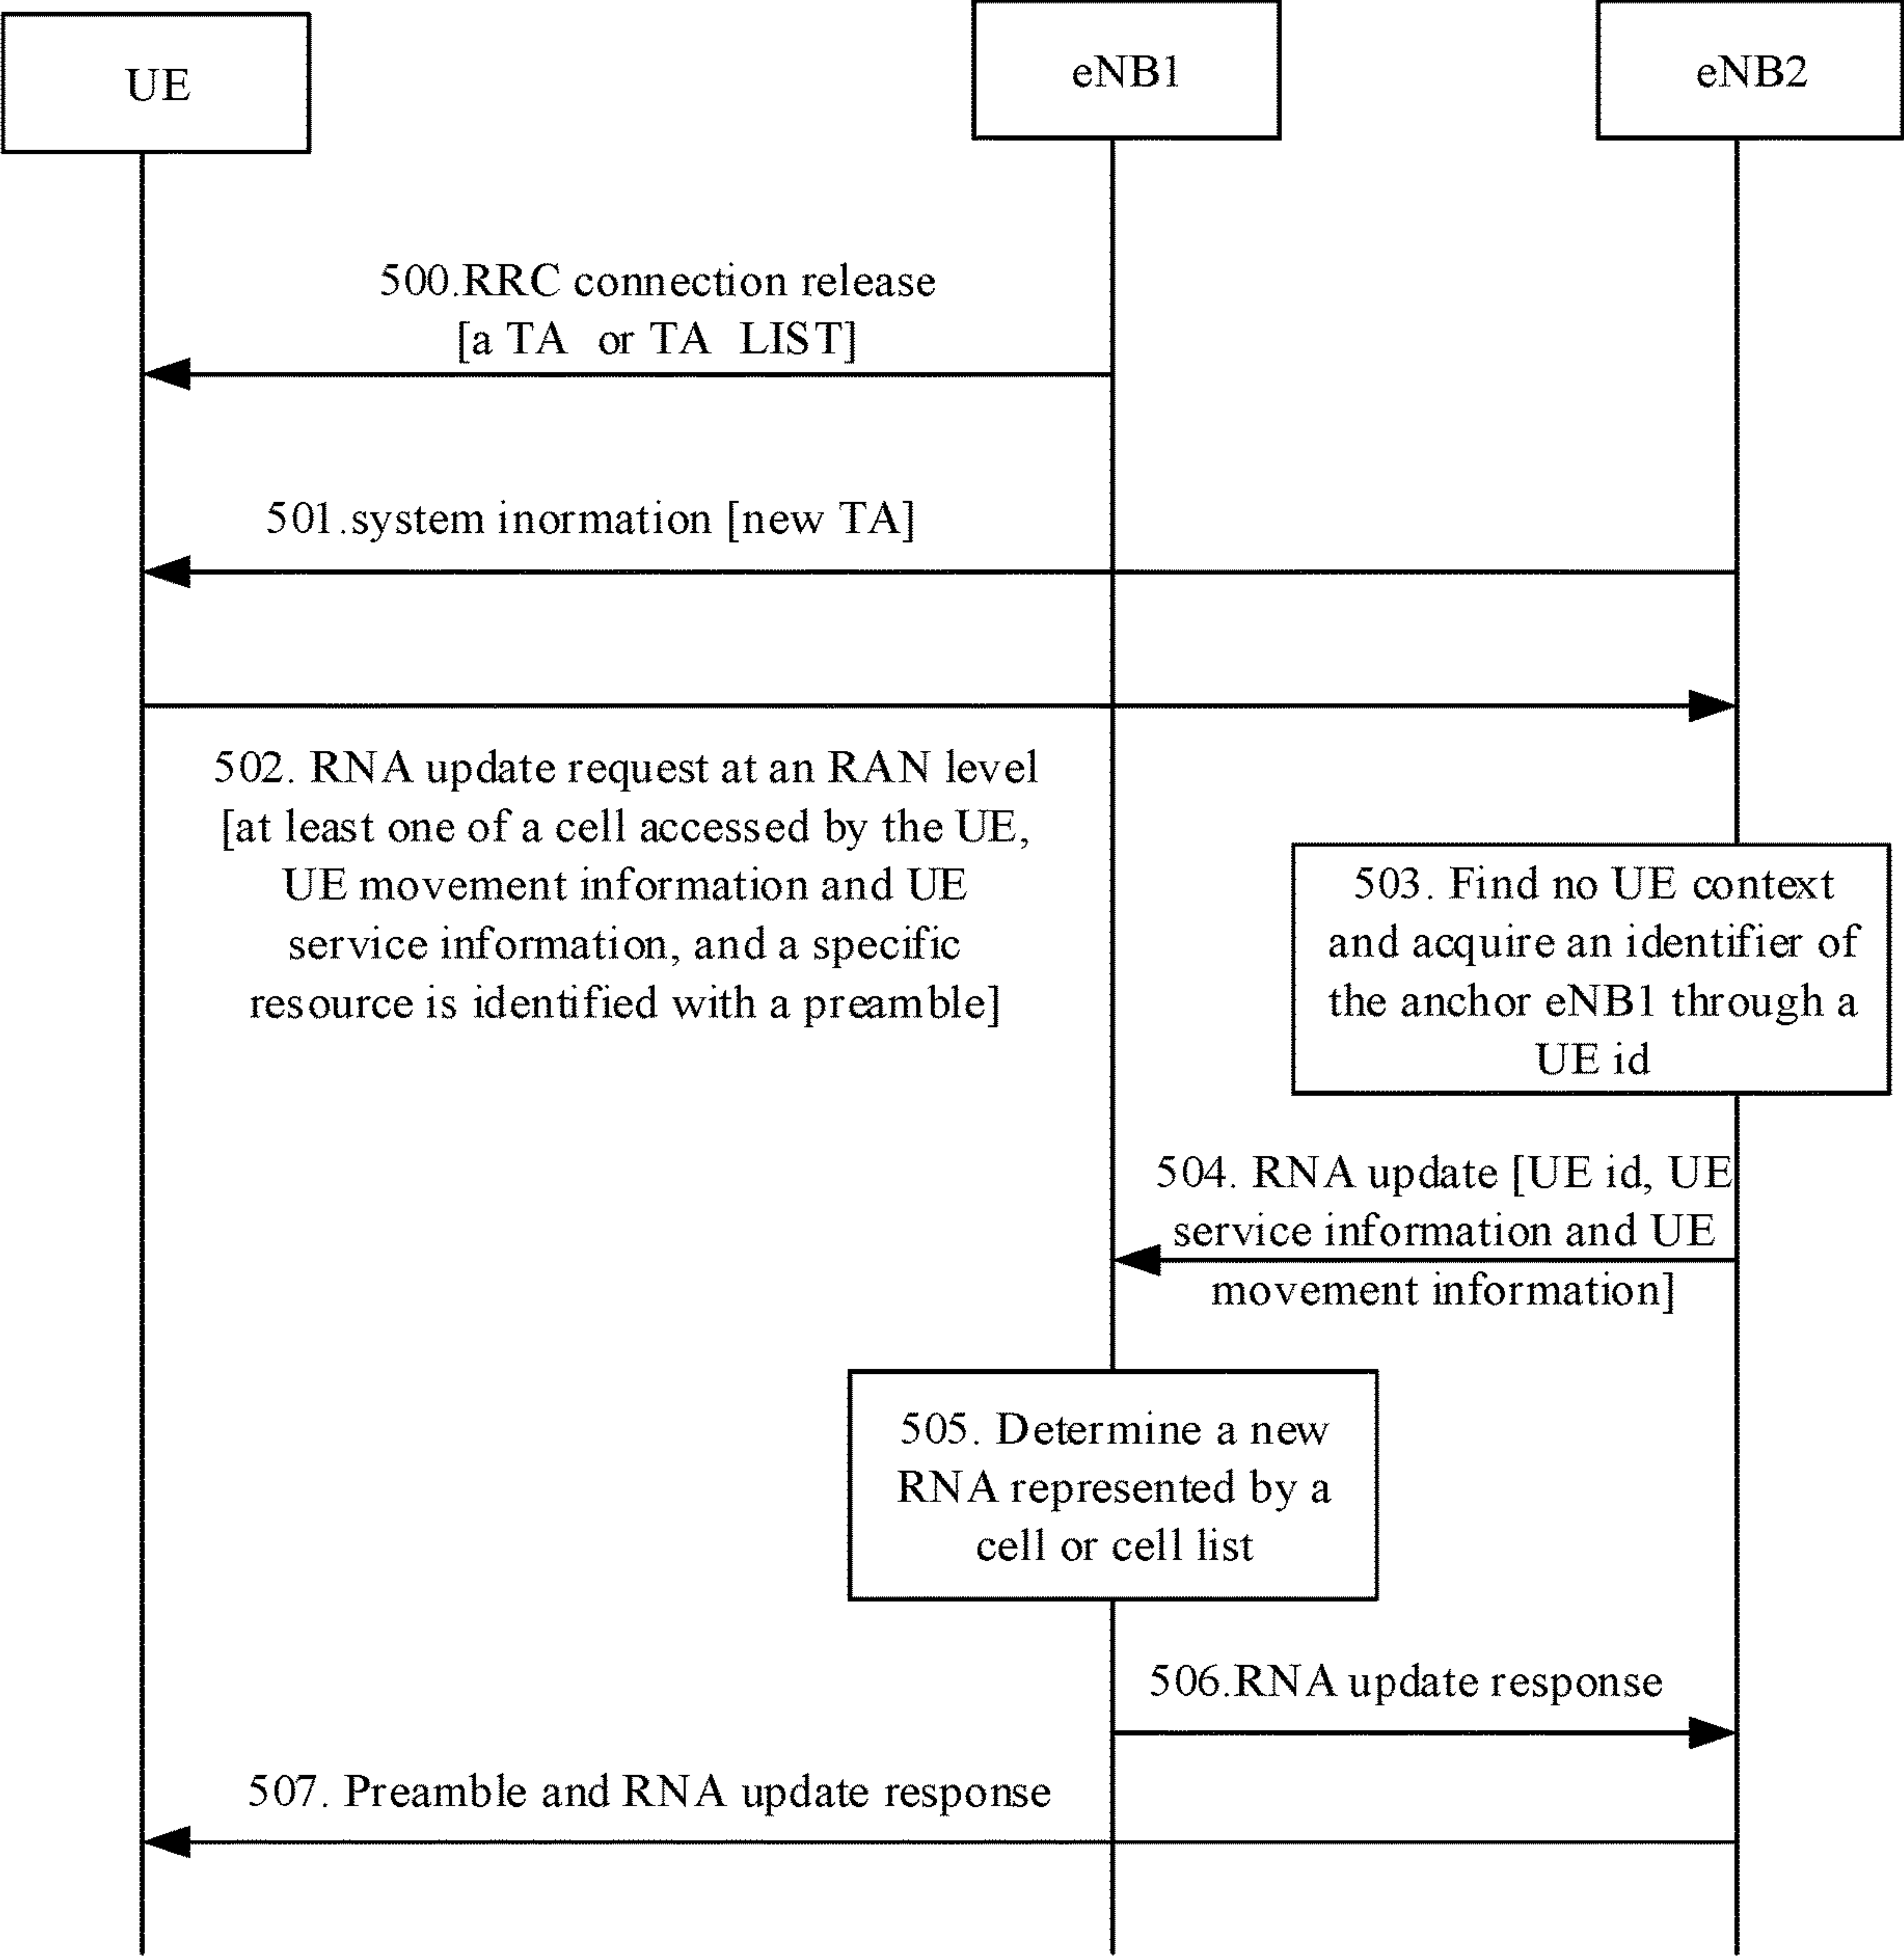 UE
eNB1
eNB2
500.RRC connection release
[a TA or TA LIST]
501.system inormation [new TA]
502. RNA update request at an RAN level
[at least one of a cell accessed by the UE,
UE movement information and UE
service information, and a specific
resource is identified with a preamble]
503. Find no UE context
and acquire an identifier of
the anchor eNB1 through a
UE id
504. RNA update [UE id, UE
service information and UE
movement information]
505. Determine a new
RNA represented by a
cell or cell list
506.RNA update response
507. Preamble and RNA update response